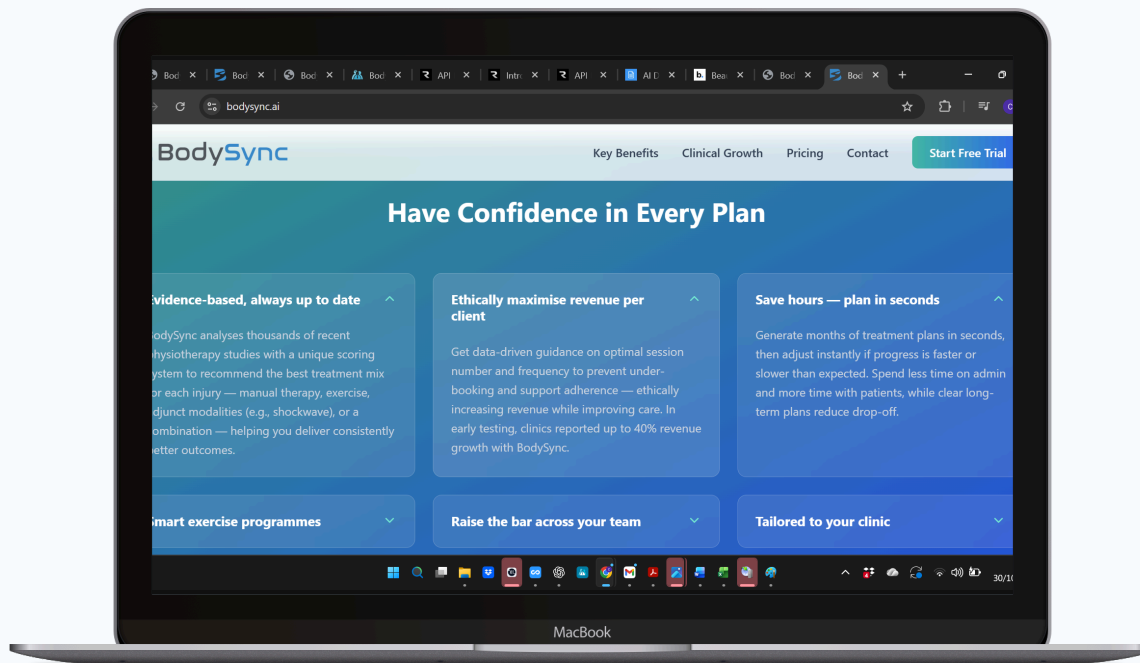 Bod
Bod
Bod
Bod
API
Intr
API
AI D
b.
Bea
Bod
Bod
bodysync.ai
BodySync
Key Benefits
Clinical Growth
Pricing
Contact
Start Free Trial
Have Confidence in Every Plan
Evidence-based, always up to date
BodySync analyses thousands of recent
physiotherapy studies with a unique scoring
system to recommend the best treatment mix
for each injury — manual therapy, exercise,
adjunct modalities (e.g., shockwave), or a
combination — helping you deliver consistently
better outcomes.
Ethically maximise revenue per
client
Get data-driven guidance on optimal session
number and frequency to prevent under-
booking and support adherence — ethically
increasing revenue while improving care. In
early testing, clinics reported up to 40% revenue
growth with BodySync.
Save hours — plan in seconds
Generate months of treatment plans in seconds,
then adjust instantly if progress is faster or
slower than expected. Spend less time on admin
and more time with patients, while clear long-
term plans reduce drop-off.
Smart exercise programmes
Raise the bar across your team
Tailored to your clinic
30/10
MacBook